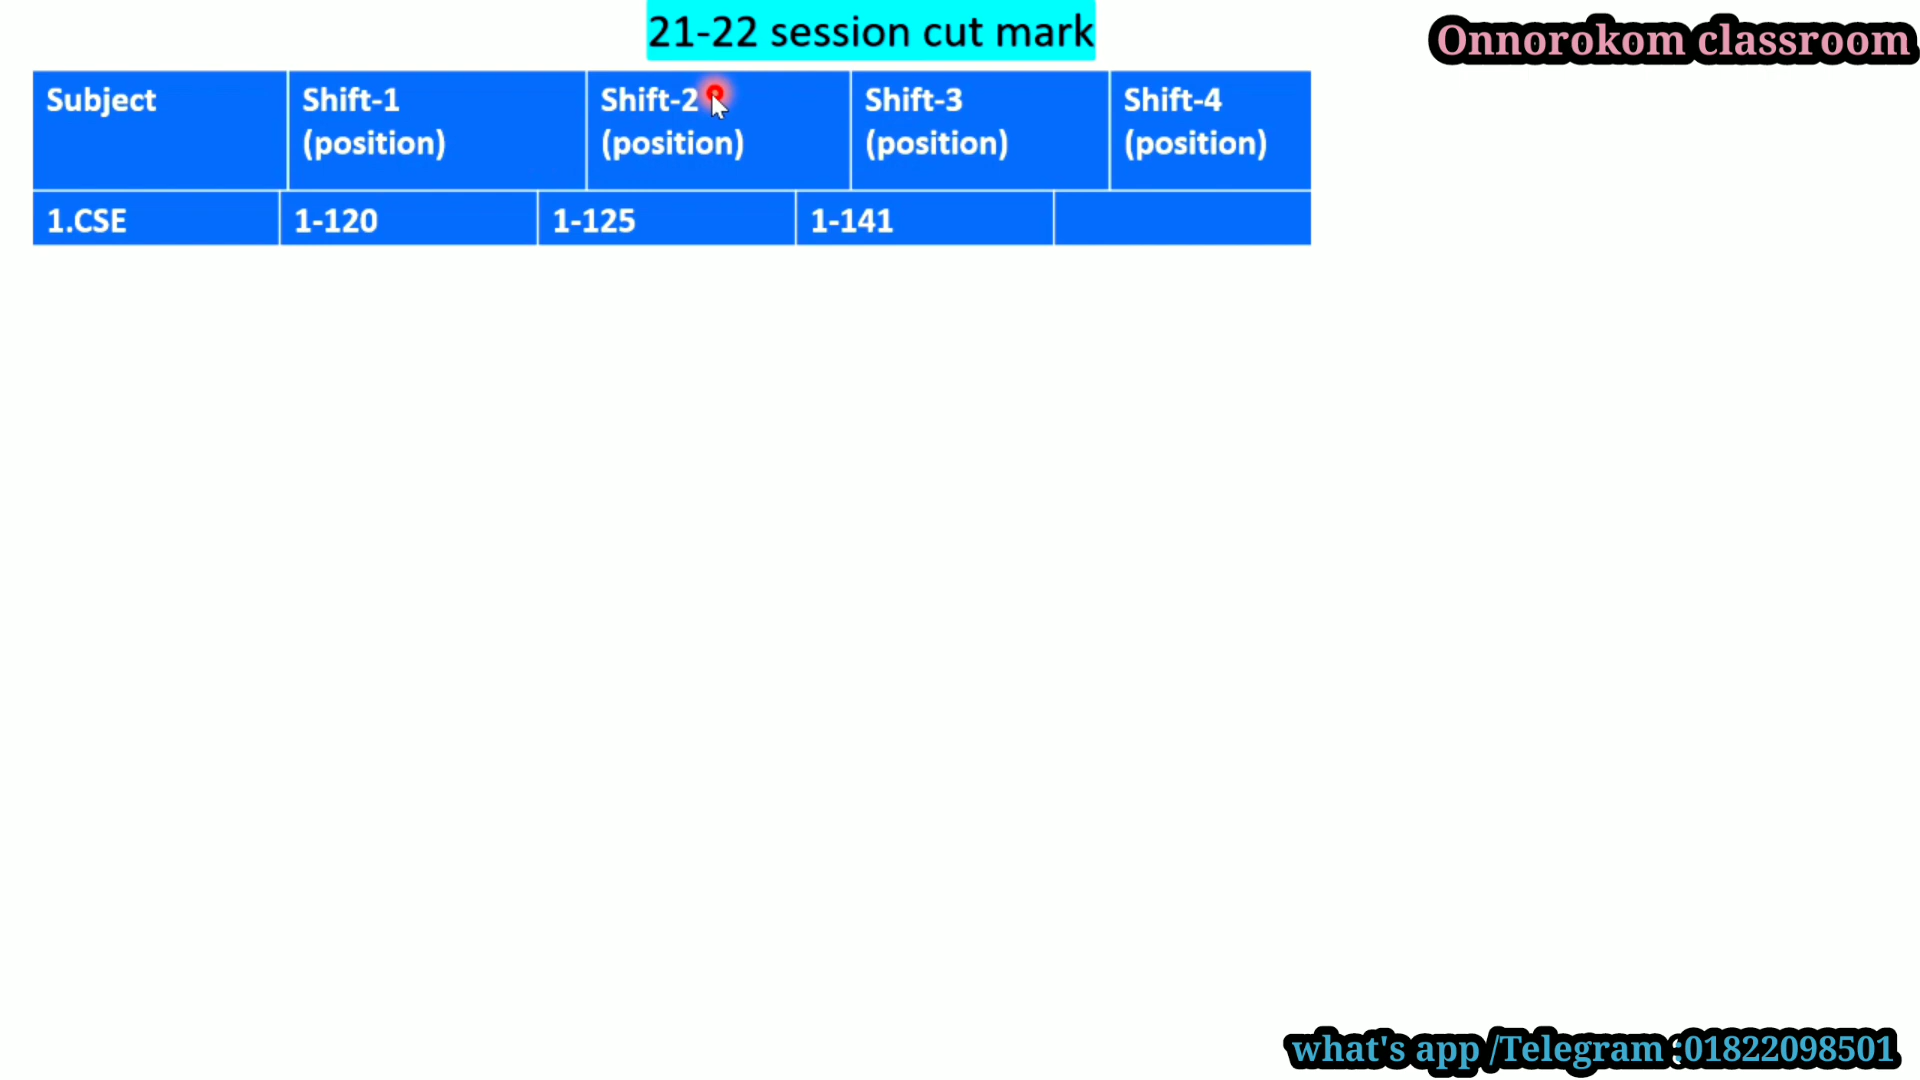 21-22 session cut mark
Onnorokom classroom
Subject Shift-1 (position) Shift-2 (position) Shift-3 (position) Shift-4 (position)
1.CSE 1-120 1-125 1-141
what's app /Telegram :01822098501